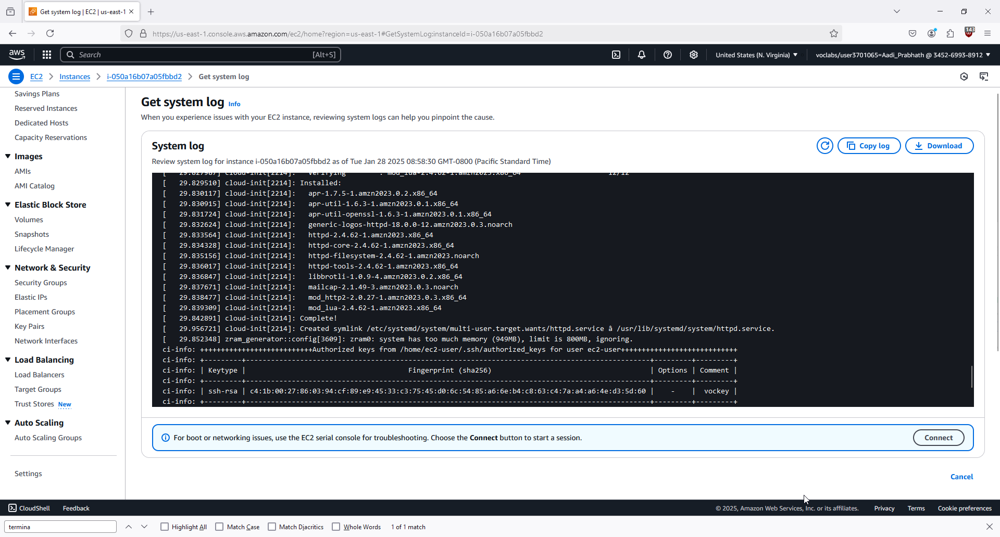 Get system log | EC2 | us-east-1
https://us-east-1.console.aws.amazon.com/ec2/home?region=us-east-1#GetSystemLog:instanceId=i-050a16b07a05fbbd2
143
aws
Search
[Alt+S]
United States (N. Virginia)
voclabs/user3701065=Aadi_Prabhath @ 3452-6993-8912
EC2 > Instances > i-050a16b07a05fbbd2 > Get system log
Savings Plans
Reserved Instances
Dedicated Hosts
Capacity Reservations
Images
AMIs
AMI Catalog
Elastic Block Store
Volumes
Snapshots
Lifecycle Manager
Network & Security
Security Groups
Elastic IPs
Placement Groups
Key Pairs
Network Interfaces
Load Balancing
Load Balancers
Target Groups
Trust Stores New
Auto Scaling
Auto Scaling Groups
Settings
Get system log Info
When you experience issues with your EC2 instance, reviewing system logs can help you pinpoint the cause.
System log
Copy log
Download
Review system log for instance i-050a16b07a05fbbd2 as of Tue Jan 28 2025 08:58:30 GMT-0800 (Pacific Standard Time)
[   29.827987] cloud-init[2214]:   Verifying        : mod_lua-2.4.62-1.amzn2023.x86_64                     12/12
[   29.829510] cloud-init[2214]: Installed:
[   29.830117] cloud-init[2214]:   apr-1.7.5-1.amzn2023.0.2.x86_64
[   29.830915] cloud-init[2214]:   apr-util-1.6.3-1.amzn2023.0.1.x86_64
[   29.831724] cloud-init[2214]:   apr-util-openssl-1.6.3-1.amzn2023.0.1.x86_64
[   29.832624] cloud-init[2214]:   generic-logos-httpd-18.0.0-12.amzn2023.0.3.noarch
[   29.833564] cloud-init[2214]:   httpd-2.4.62-1.amzn2023.x86_64
[   29.834328] cloud-init[2214]:   httpd-core-2.4.62-1.amzn2023.x86_64
[   29.835156] cloud-init[2214]:   httpd-filesystem-2.4.62-1.amzn2023.noarch
[   29.836017] cloud-init[2214]:   httpd-tools-2.4.62-1.amzn2023.x86_64
[   29.836847] cloud-init[2214]:   libbrotli-1.0.9-4.amzn2023.0.2.x86_64
[   29.837671] cloud-init[2214]:   mailcap-2.1.49-3.amzn2023.0.3.noarch
[   29.838477] cloud-init[2214]:   mod_http2-2.0.27-1.amzn2023.0.3.x86_64
[   29.839309] cloud-init[2214]:   mod_lua-2.4.62-1.amzn2023.x86_64
[   29.842891] cloud-init[2214]: Complete!
[   29.956721] cloud-init[2214]: Created symlink /etc/systemd/system/multi-user.target.wants/httpd.service â /usr/lib/systemd/system/httpd.service.
[   29.852348] zram_generator::config[3609]: zram0: system has too much memory (949MB), limit is 800MB, ignoring.
ci-info: +++++++++++++++++++++++++++Authorized keys from /home/ec2-user/.ssh/authorized_keys for user ec2-user++++++++++++++++++++++++++++
ci-info: +---------+-------------------------------------------------------------------------------------------------+---------+---------+
ci-info: | Keytype |                                       Fingerprint (sha256)                                      | Options | Comment |
ci-info: +---------+-------------------------------------------------------------------------------------------------+---------+---------+
ci-info: | ssh-rsa | c4:1b:00:27:86:03:94:cf:89:e9:45:33:c3:75:45:d0:6c:54:85:a6:6e:b4:c8:63:c4:7a:a4:a6:4e:d3:5d:60 |    -    |  vockey |
ci-info: +---------+-------------------------------------------------------------------------------------------------+---------+---------+
For boot or networking issues, use the EC2 serial console for troubleshooting. Choose the Connect button to start a session.
Connect
Cancel
CloudShell
Feedback
© 2025, Amazon Web Services, Inc. or its affiliates.
Privacy
Terms
Cookie preferences
termina
Highlight All
Match Case
Match Diacritics
Whole Words
1 of 1 match